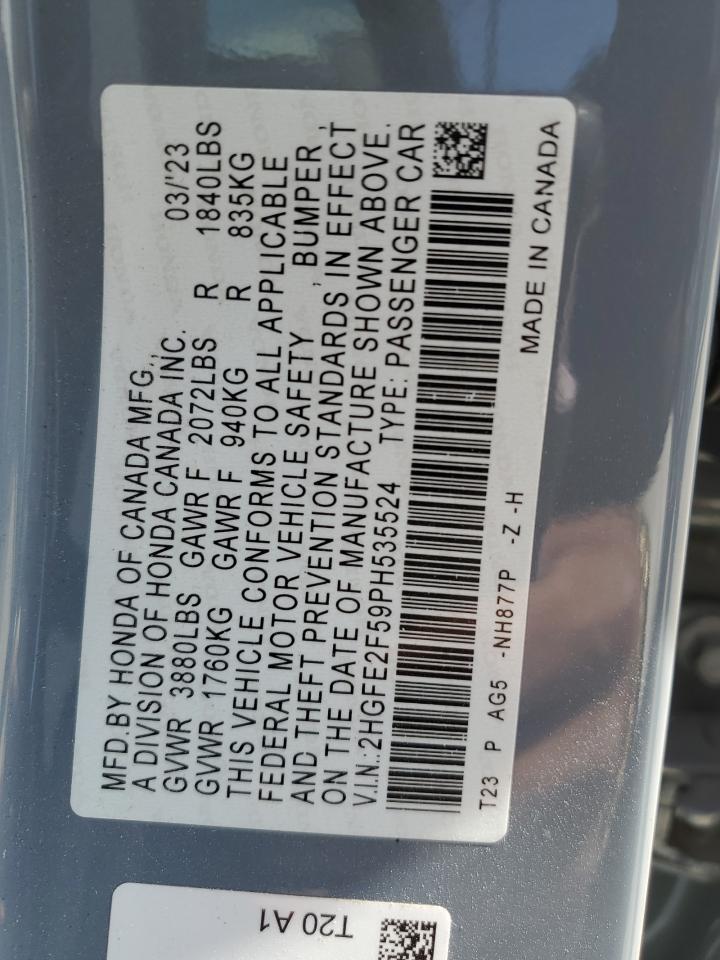 MFD.BY HONDA OF CANADA MFG., 03/'23
A DIVISION OF HONDA CANADA INC.
GVWR 3880LBS GAWR F 2072LBS R 1840LBS
GVWR 1760KG GAWR F 940KG R 835KG
THIS VEHICLE CONFORMS TO ALL APPLICABLE
FEDERAL MOTOR VEHICLE SAFETY , BUMPER ,
AND THEFT PREVENTION STANDARDS IN EFFECT
ON THE DATE OF MANUFACTURE SHOWN ABOVE.
V.I.N.:2HGFE2F59PH535524 TYPE: PASSENGER CAR
T23 P AG5 -NH877P -Z -H
MADE IN CANADA
T20 A1